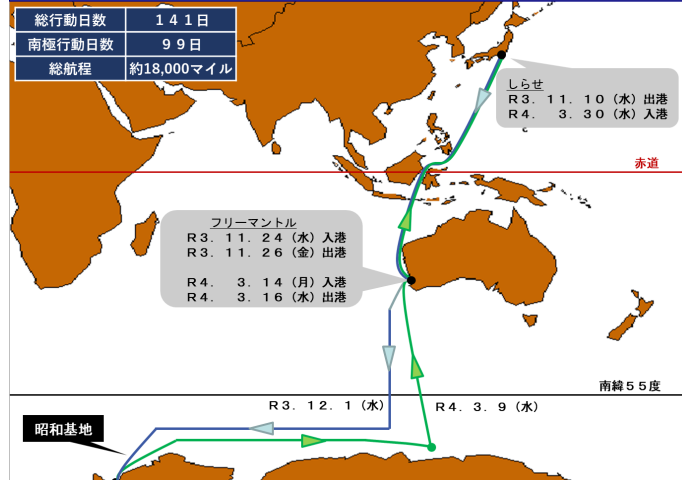 総行動日数 １４１日
南極行動日数 ９９日
総航程 約18,000マイル
しらせ
Ｒ３．１１．１０（水）出港
Ｒ４．　３．３０（水）入港
赤道
フリーマントル
Ｒ３．１１．２４（水）入港
Ｒ３．１１．２６（金）出港
Ｒ４．　３．１４（月）入港
Ｒ４．　３．１６（水）出港
南緯５５度
Ｒ３．１２．１（水）
Ｒ４．３．９（水）
昭和基地